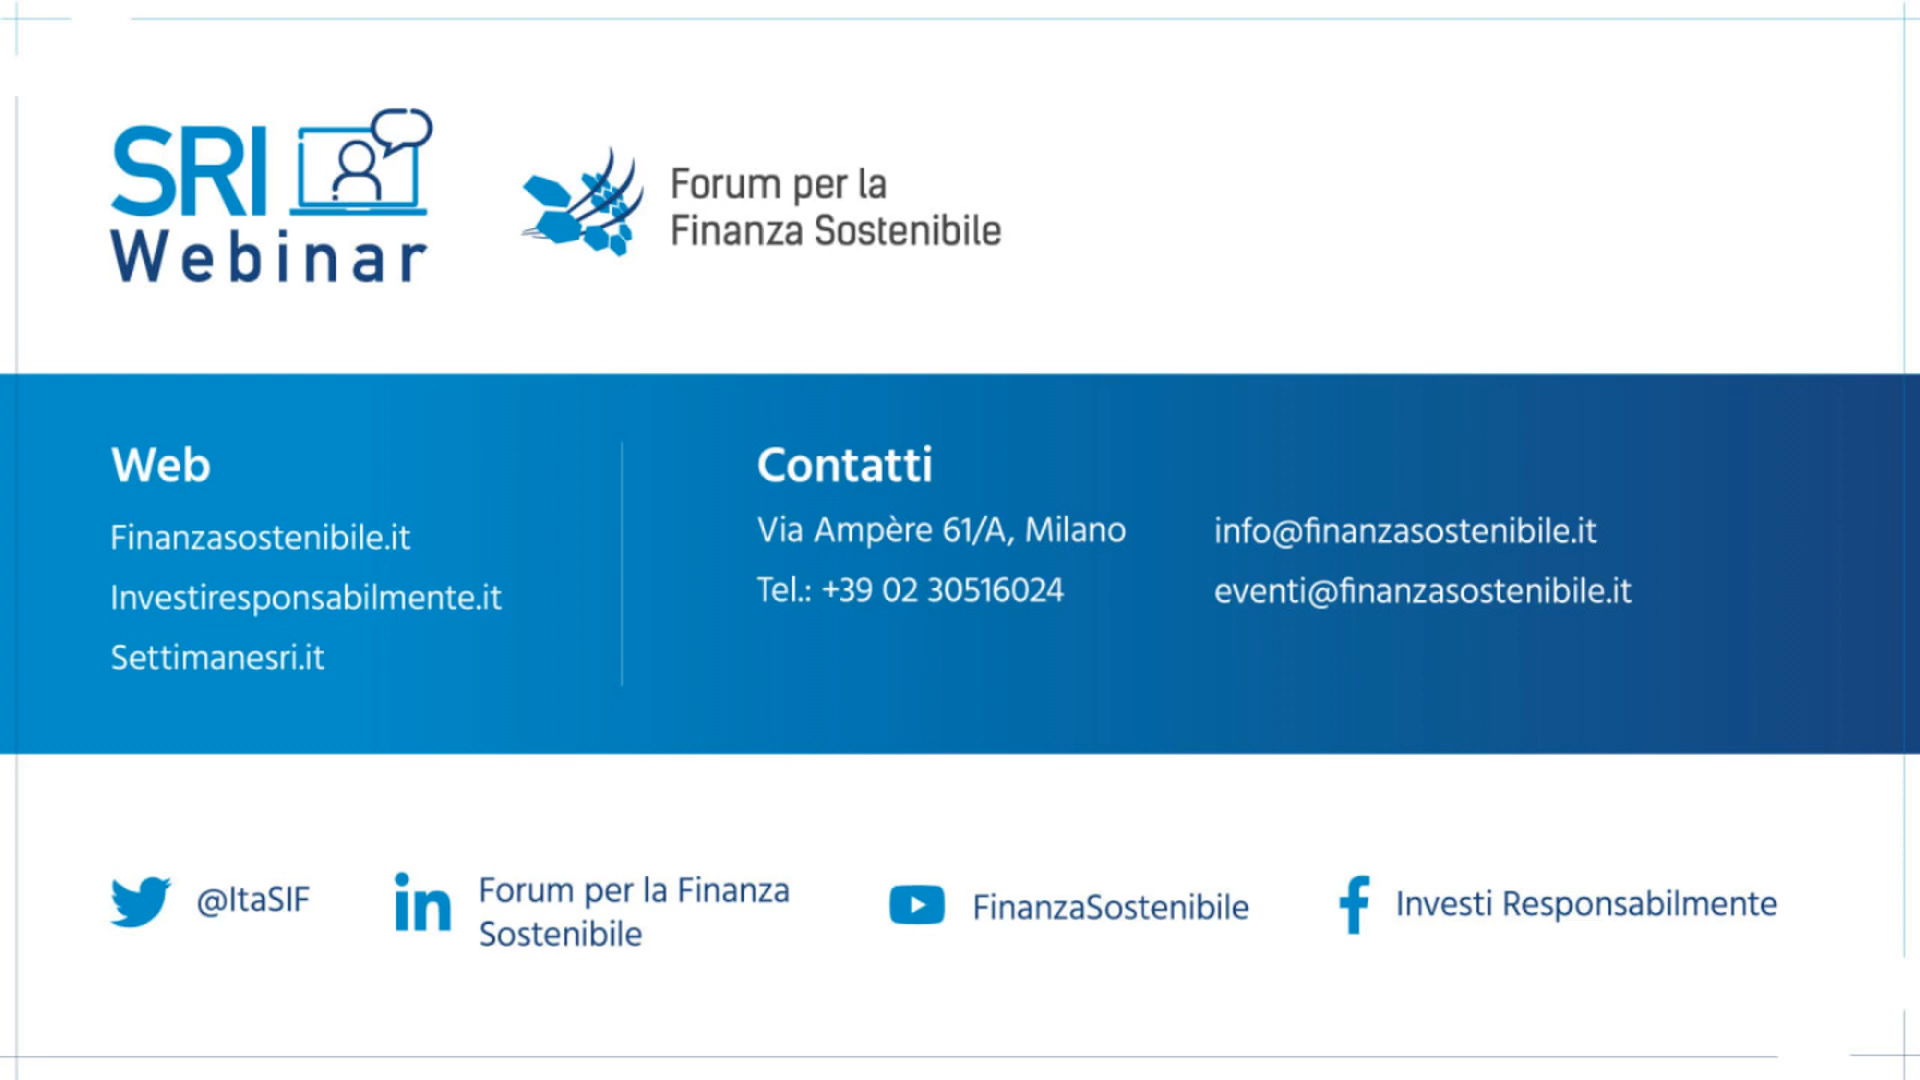 SRI
Webinar
Forum per la
Finanza Sostenibile
Web
Finanzasostenibile.it
Investiresponsabilmente.it
Settimanesri.it
Contatti
Via Ampère 61/A, Milano
Tel.: +39 02 30516024
info@finanzasostenibile.it
eventi@finanzasostenibile.it
@ItaSIF
in
Forum per la Finanza
Sostenibile
FinanzaSostenibile
f
Investi Responsabilmente